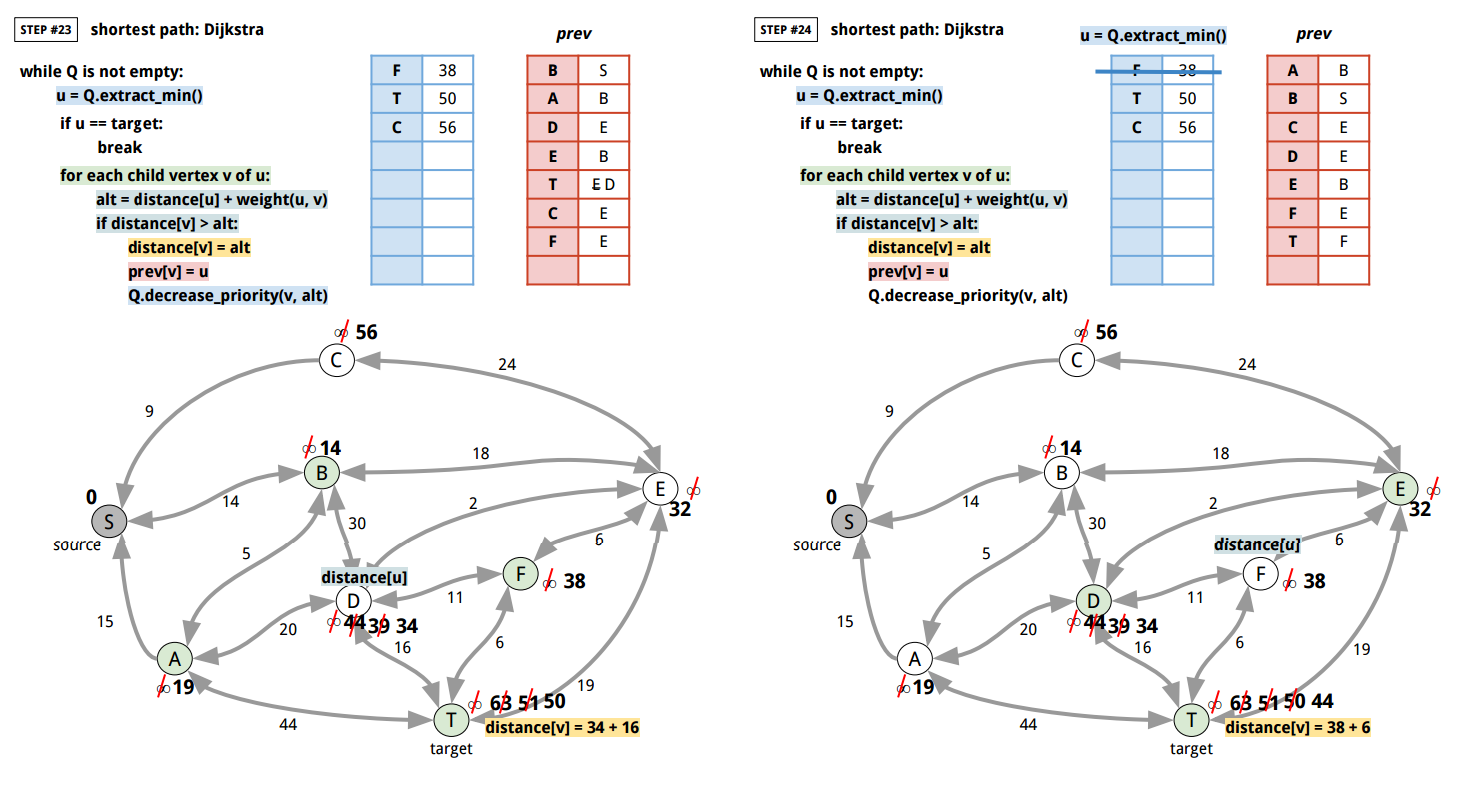 STEP #23 shortest path: Dijkstra
prev
while Q is not empty:
u = Q.extract_min()
if u == target:
break
for each child vertex v of u:
alt = distance[u] + weight(u, v)
if distance[v] > alt:
distance[v] = alt
prev[v] = u
Q.decrease_priority(v, alt)
F 38
T 50
C 56
B S
A B
D E
E B
T E D
C E
F E
∞ 56
C
24
9
∞ 14
B
18
0
S
source
14
30
2
E
∞
32
5
6
distance[u]
D
F
∞ 38
11
∞ 44 39 34
15
20
16
6
A
∞ 19
19
44
T
∞ 63 51 50
distance[v] = 34 + 16
target
STEP #24 shortest path: Dijkstra
u = Q.extract_min()
prev
while Q is not empty:
u = Q.extract_min()
if u == target:
break
for each child vertex v of u:
alt = distance[u] + weight(u, v)
if distance[v] > alt:
distance[v] = alt
prev[v] = u
Q.decrease_priority(v, alt)
F 38
T 50
C 56
A B
B S
C E
D E
E B
F E
T F
∞ 56
C
24
9
∞ 14
B
18
0
S
source
14
30
2
E
∞
32
5
distance[u]
6
D
F
∞ 38
11
∞ 44 39 34
15
20
16
6
A
∞ 19
19
44
T
∞ 63 51 50 44
distance[v] = 38 + 6
target